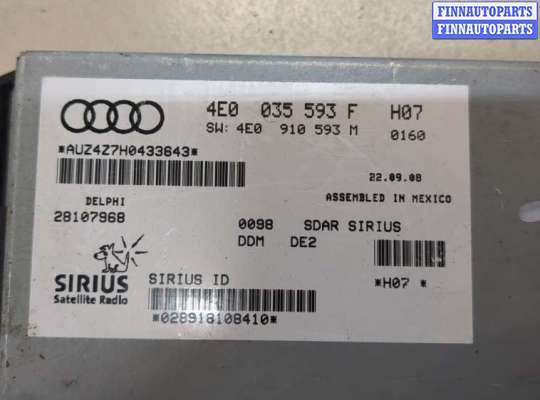 FINNAUTOPARTS
FINNAUTOPARTS
4E0 035 593 F H07
SW: 4E0 910 593 M 0160
*AUZ4Z7H0433643*
22.09.08
DELPHI
ASSEMBLED IN MEXICO
28107968
0098 SDAR SIRIUS
DDM DE2
SIRIUS
Satellite Radio
SIRIUS ID
*H07 *
*028918108410*